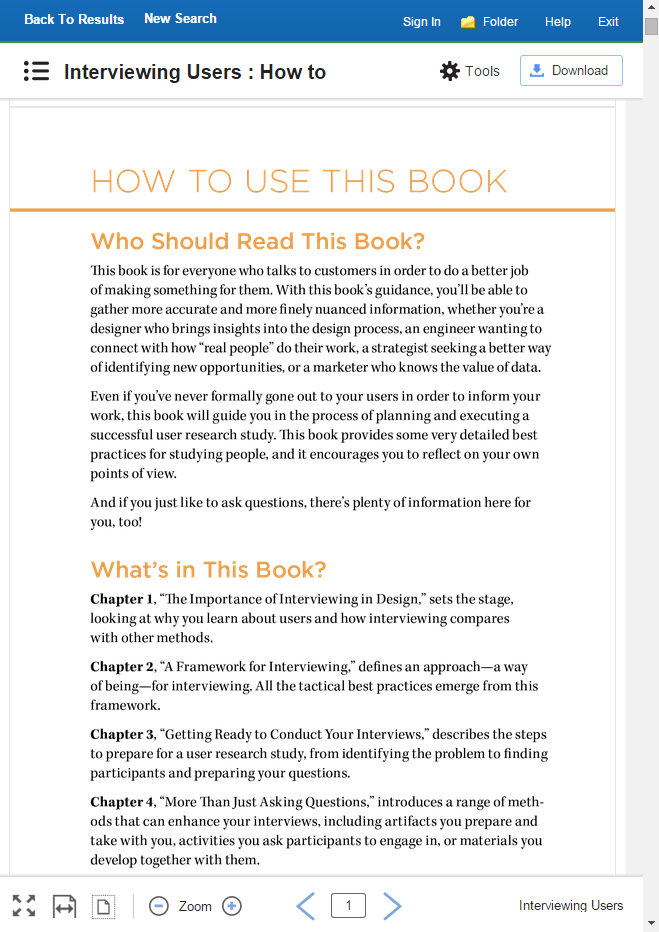 Back To Results New Search Sign In Folder Help Exit
Interviewing Users : How to Tools Download
HOW TO USE THIS BOOK
Who Should Read This Book?
This book is for everyone who talks to customers in order to do a better job
of making something for them. With this book’s guidance, you’ll be able to
gather more accurate and more finely nuanced information, whether you’re a
designer who brings insights into the design process, an engineer wanting to
connect with how “real people” do their work, a strategist seeking a better way
of identifying new opportunities, or a marketer who knows the value of data.
Even if you’ve never formally gone out to your users in order to inform your
work, this book will guide you in the process of planning and executing a
successful user research study. This book provides some very detailed best
practices for studying people, and it encourages you to reflect on your own
points of view.
And if you just like to ask questions, there’s plenty of information here for
you, too!
What’s in This Book?
Chapter 1, “The Importance of Interviewing in Design,” sets the stage,
looking at why you learn about users and how interviewing compares
with other methods.
Chapter 2, “A Framework for Interviewing,” defines an approach—a way
of being—for interviewing. All the tactical best practices emerge from this
framework.
Chapter 3, “Getting Ready to Conduct Your Interviews,” describes the steps
to prepare for a user research study, from identifying the problem to finding
participants and preparing your questions.
Chapter 4, “More Than Just Asking Questions,” introduces a range of meth-
ods that can enhance your interviews, including artifacts you prepare and
take with you, activities you ask participants to engage in, or materials you
develop together with them.
Zoom 1 Interviewing Users